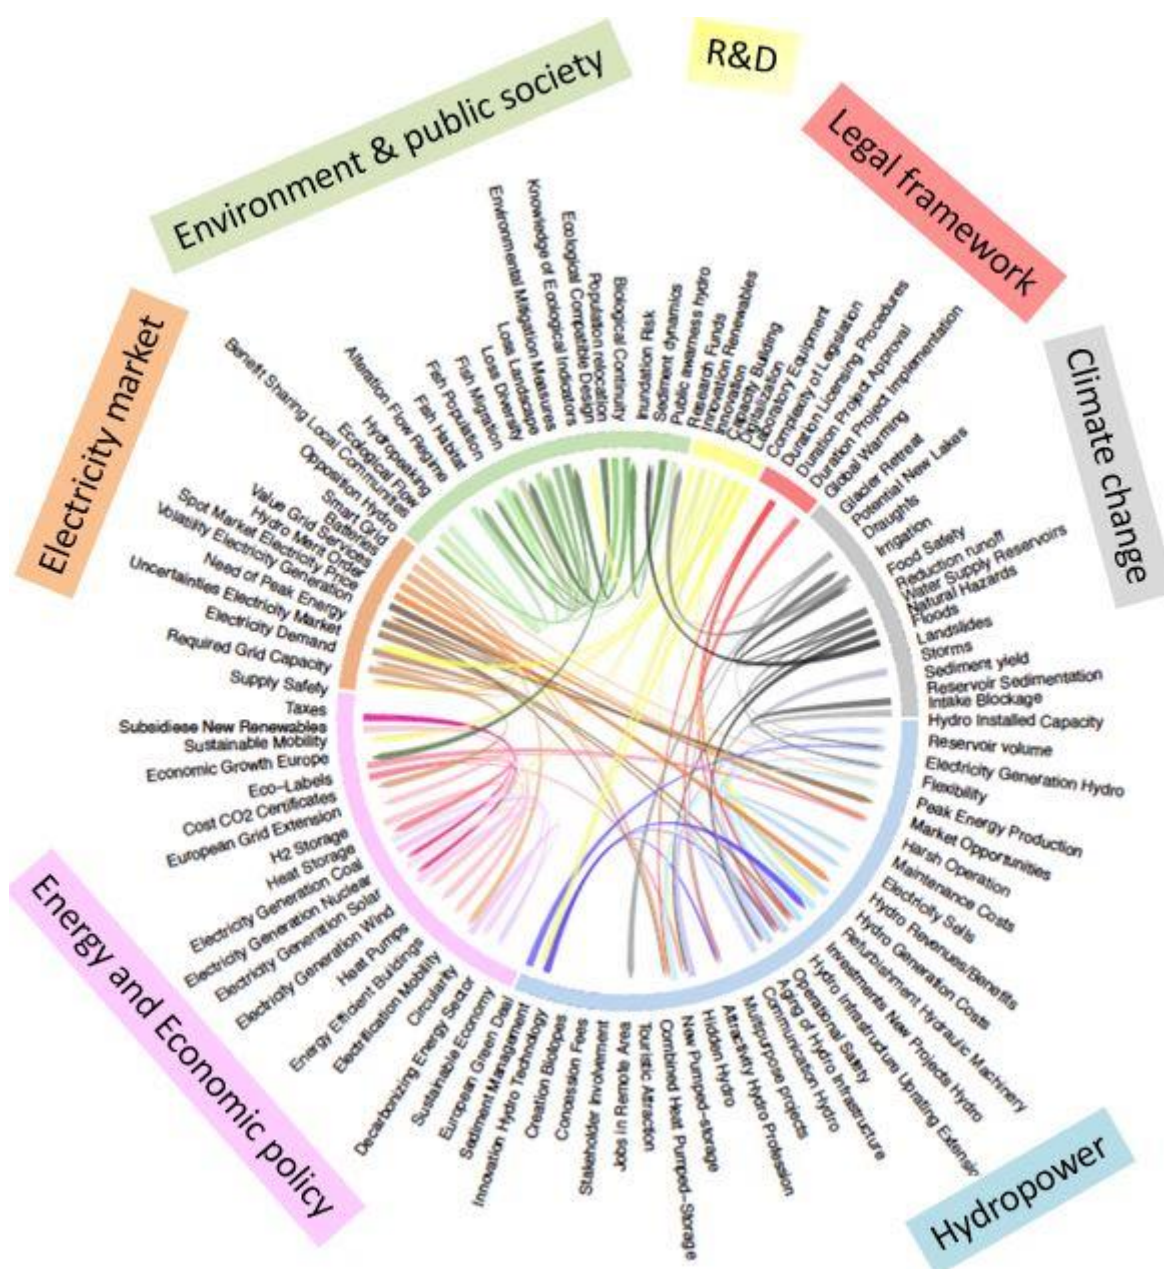 Environment & public society
R&D
Legal framework
Climate change
Hydropower
Energy and Economic policy
Electricity market
Opposition Hydro
Benefit Sharing Local Communities
Ecological Flow
Hydropeaking
Alteration Flow Regime
Fish Habitat
Fish Population
Fish Migration
Loss Diversity
Loss Landscape
Environmental Mitigation Measures
Knowledge of Ecological Indicators
Ecological Compatible Design
Population relocation
Biological Continuity
Inundation Risk
Sediment dynamics
Public awarness hydro
Research Funds
Innovation Renewables
Innovation
Capacity Building
Digitalization
Laboratory Equipment
Complexity of Legislation
Duration Licensing Procedures
Duration Project Approval
Duration Project Implementation
Global Warming
Glacier Retreat
Potential New Lakes
Draughts
Irrigation
Food Safety
Reduction runoff
Water Supply Reservoirs
Natural Hazards
Floods
Landslides
Storms
Sediment yield
Reservoir Sedimentation
Intake Blockage
Hydro Installed Capacity
Reservoir volume
Electricity Generation Hydro
Flexibility
Peak Energy Production
Market Opportunities
Harsh Operation
Maintenance Costs
Electricity Sells
Hydro Revenues/Benefits
Hydro Generation Costs
Refurbishment Hydraulic Machinery
Investments New Projects Hydro
Hydro Infrastructure Uprating Extensic
Operational Safety
Aging of Hydro Infrastructure
Communication Hydro
Multipurpose projects
Attractivity Hydro Profession
Hidden Hydro
New Pumped-storage
Combined Heat Pumped-Storage
Touristic Attraction
Jobs in Remote Area
Stakeholder Involvement
Concession Fees
Creation Biotopes
Innovation Hydro Technology
Sediment Management
European Green Deal
Sustainable Economy
Decarbonizing Energy Sector
Circularity
Electrification Mobility
Energy Efficient Buildings
Heat Pumps
Electricity Generation Wind
Electricity Generation Solar
Electricity Generation Nuclear
Electricity Generation Coal
Heat Storage
H2 Storage
European Grid Extension
Cost CO2 Certificates
Eco-Labels
Economic Growth Europe
Sustainable Mobility
Subsidiese New Renewables
Taxes
Supply Safety
Required Grid Capacity
Electricity Demand
Uncertainties Electricity Market
Need of Peak Energy
Volatility Electricity Generation
Spot Market Electricity Price
Hydro Merit Order
Value Grid Services
Batteries
Smart Grid